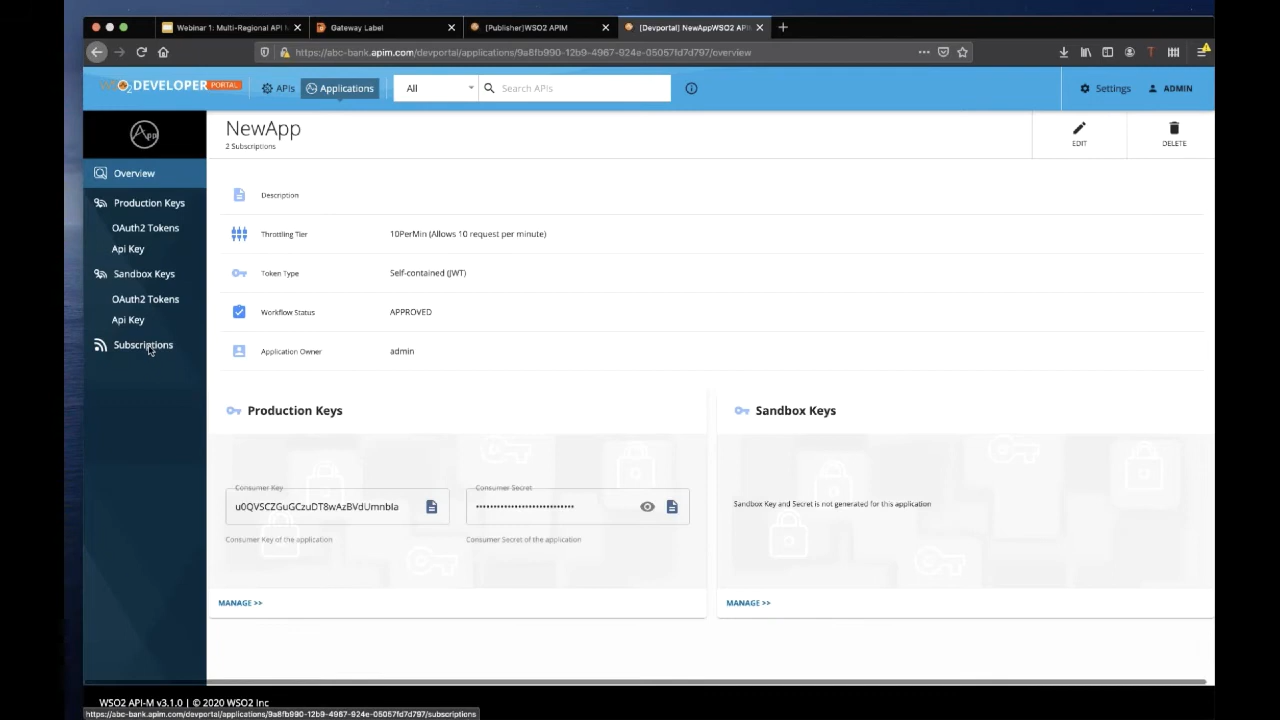 Webinar 1: Multi-Regional API M
Gateway Label
[Publisher]WSO2 APIM
[Devportal] NewAppWSO2 APIM
https://abc-bank.apim.com/devportal/applications/9a8fb990-12b9-4967-924e-05057fd7d797/overview
WSO2 DEVELOPER PORTAL
APIs
Applications
All
Search APIs
Settings
ADMIN
App
NewApp
2 Subscriptions
EDIT
DELETE
Overview
Production Keys
OAuth2 Tokens
Api Key
Sandbox Keys
OAuth2 Tokens
Api Key
Subscriptions
Description
Throttling Tier
10PerMin (Allows 10 request per minute)
Token Type
Self-contained (JWT)
Workflow Status
APPROVED
Application Owner
admin
Production Keys
Consumer Key
u0QVSCZGuGCzuDT8wAzBVdUmnbIa
Consumer Key of the application
Consumer Secret
••••••••••••••••••••••••••••
Consumer Secret of the application
MANAGE >>
Sandbox Keys
Sandbox Key and Secret is not generated for this application
MANAGE >>
WSO2 API-M v3.1.0 | © 2020 WSO2 Inc
https://abc-bank.apim.com/devportal/applications/9a8fb990-12b9-4967-924e-05057fd7d797/subscriptions